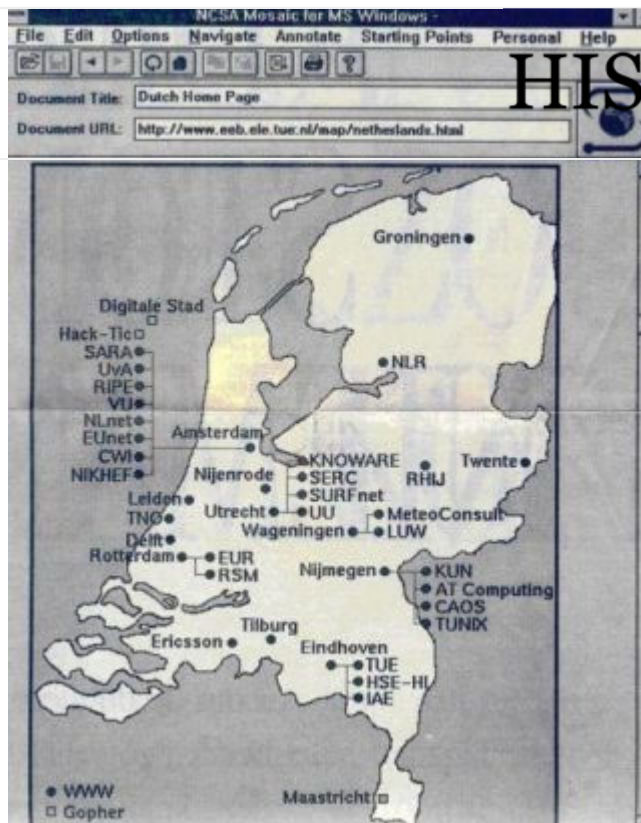 NCSA Mosaic for MS Windows -
File Edit Options Navigate Annotate Starting Points Personal Help
HIS
Document Title: Dutch Home Page
Document URL: http://www.eeb.ele.tue.nl/map/netherlands.html
Groningen
Digitale Stad
Hack-Tic
SARA
NLR
UvA
RIPE
VU
NLnet
EUnet
Amsterdam
CWI
KNOWARE
Twente
NIKHEF
Nijenrode
SERC
RHIJ
Leiden
SURFnet
Utrecht
UU
MeteoConsult
TNO
Wageningen
LUW
Delft
Rotterdam
EUR
Nijmegen
KUN
RSM
AT Computing
CAOS
TUNIX
Tilburg
Ericsson
Eindhoven
TUE
HSE-HI
IAE
WWW
Maastricht
Gopher